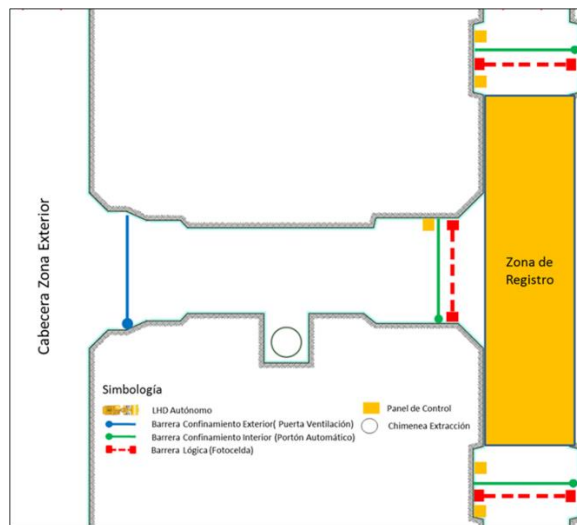 Cabecera Zona Exterior
Zona de
Registro
Simbología
LHD Autónomo
Barrera Confinamiento Exterior( Puerta Ventilación)
Barrera Confinamiento Interior (Portón Automático)
Barrera Lógica (Fotocelda)
Panel de Control
Chimenea Extracción